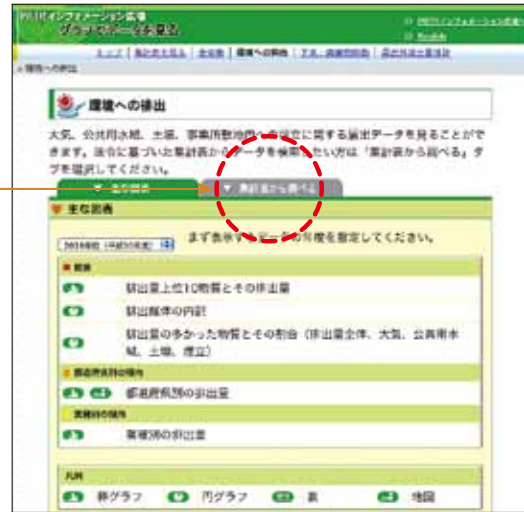 PRTRインフォメーション広場
グラフでデータを見る
環境への排出
大気、公共用水域、土壌、事業所敷地内への埋立に関する届出データを見ることがで
きます。法令に基づいた集計表からデータを検索したい方は「集計表から調べる」タ
ブを選択してください。
▼ 主な図表
▼ 集計表から調べる
▼ 主な図表
まず表示するデータの年度を指定してください。
排出量上位10物質とその排出量
排出媒体の内訳
排出量の多かった物質とその割合（排出量全体、大気、公共用水
域、土壌、埋立）
都道府県別の排出量
業種別の排出量
凡例
棒グラフ 円グラフ 表 地図